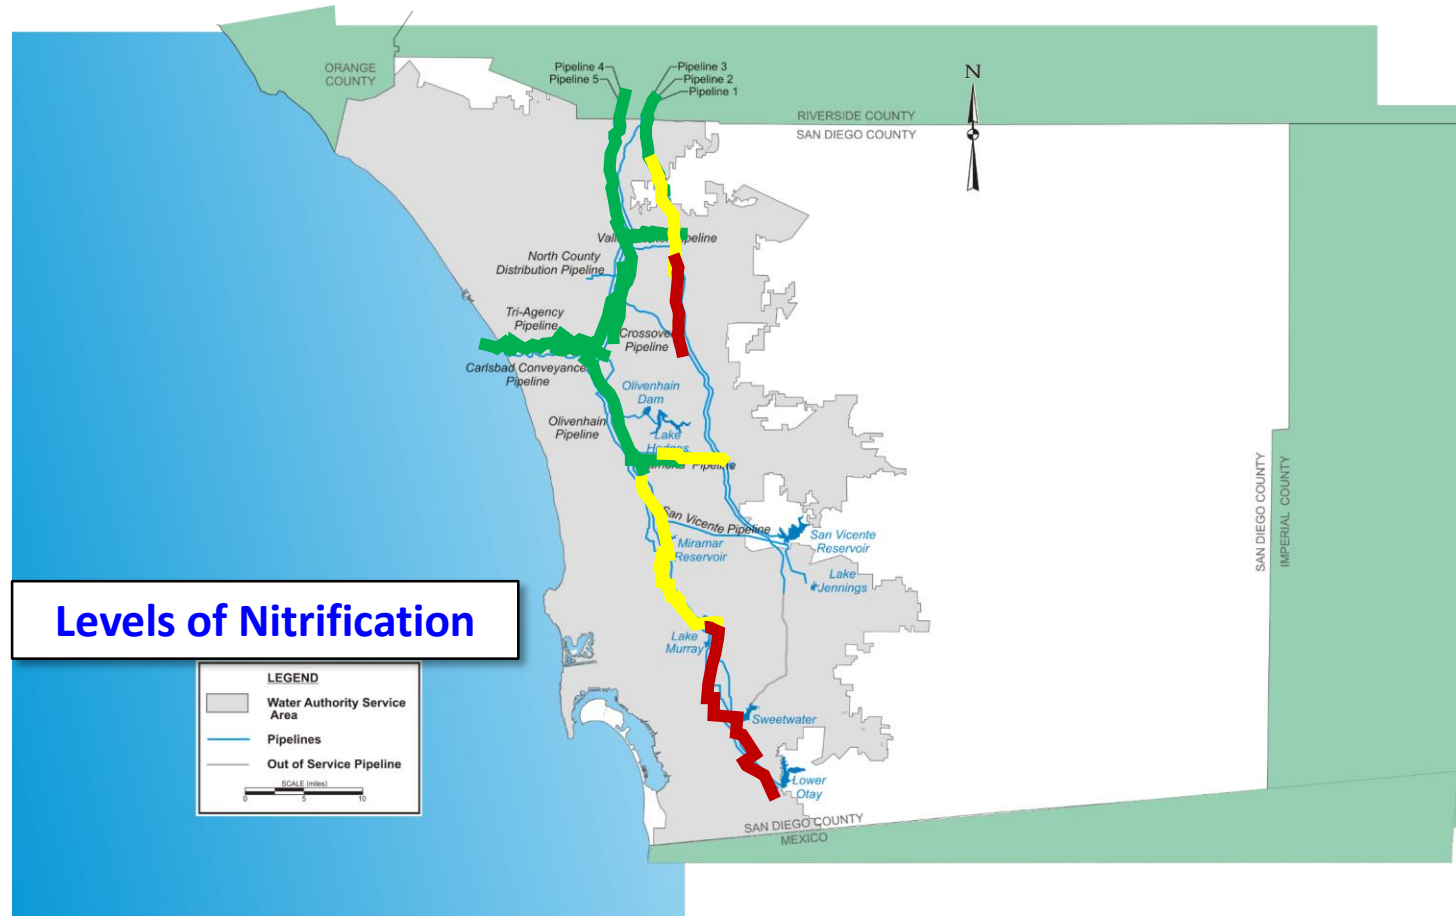 ORANGE
COUNTY
Pipeline 4
Pipeline 5
Pipeline 3
Pipeline 2
Pipeline 1
N
RIVERSIDE COUNTY
SAN DIEGO COUNTY
Pipeline
North County
Distribution Pipeline
Tri-Agency
Pipeline
Crossover
Pipeline
Carlsbad Conveyance
Pipeline
Olivenhain
Dam
Olivenhain
Pipeline
Lake
Pipeline
San Vicente Pipeline
Miramar
Reservoir
San Vicente
Reservoir
Lake
Jennings
SAN DIEGO COUNTY
IMPERIAL COUNTY
Levels of Nitrification
Lake
Murray
Sweetwater
Lower
Otay
SAN DIEGO COUNTY
MEXICO
LEGEND
Water Authority Service
Area
Pipelines
Out of Service Pipeline
SCALE (miles)
0 5 10